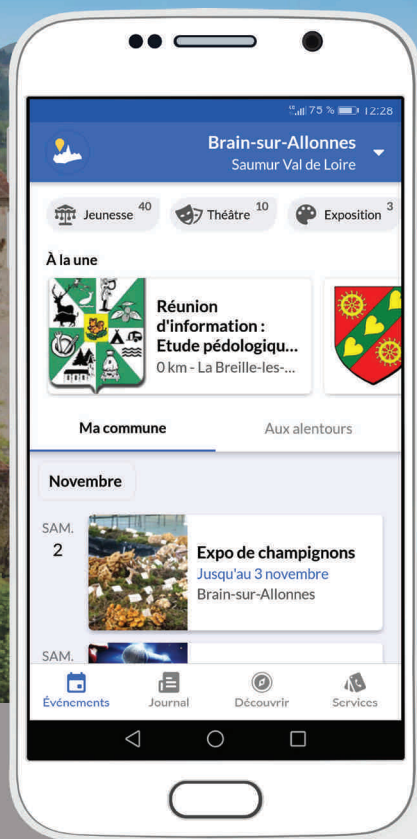 75 % 12:28
Brain-sur-Allonnes
Saumur Val de Loire
Jeunesse 40 Théâtre 10 Exposition 3
À la une
Réunion
d'information :
Etude pédologiqu...
0 km - La Breille-les-...
Ma commune Aux alentours
Novembre
SAM.
2
Expo de champignons
Jusqu'au 3 novembre
Brain-sur-Allonnes
SAM.
Événements Journal Découvrir Services